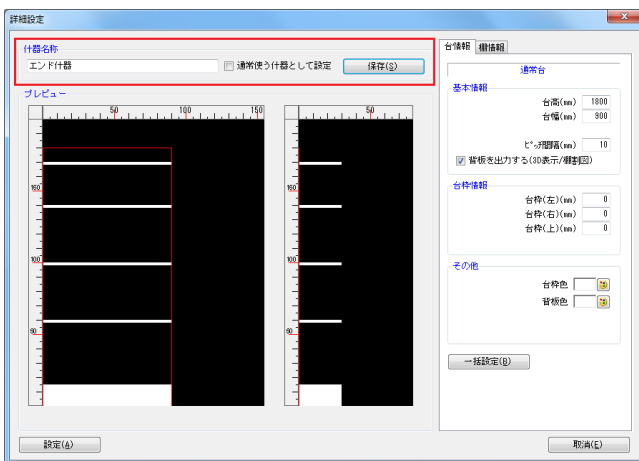 詳細設定
什器名称
エンド什器
通常使う什器として設定
保存(S)
プレビュー
50 100 150
50
150
100
50
150
100
50
台情報 棚情報
通常台
基本情報
台高(mm) 1800
台幅(mm) 900
ピッチ間隔(mm) 10
背板を出力する(3D表示/棚割図)
台枠情報
台枠(左)(mm) 0
台枠(右)(mm) 0
台枠(上)(mm) 0
その他
台枠色
背板色
一括設定(B)
設定(A)
取消(E)